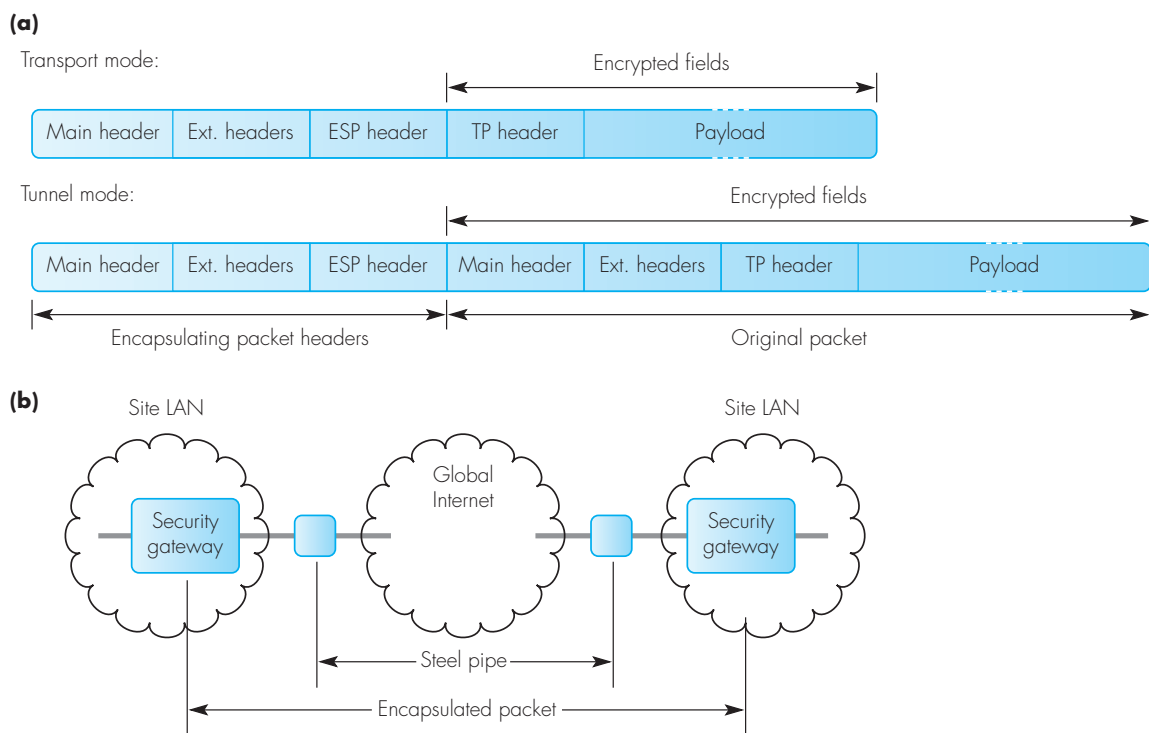 (a)
Transport mode:
Encrypted fields
Main header Ext. headers ESP header TP header Payload
Tunnel mode:
Encrypted fields
Main header Ext. headers ESP header Main header Ext. headers TP header Payload
Encapsulating packet headers Original packet
(b)
Site LAN Site LAN
Global
Internet
Security
gateway
Security
gateway
Steel pipe
Encapsulated packet